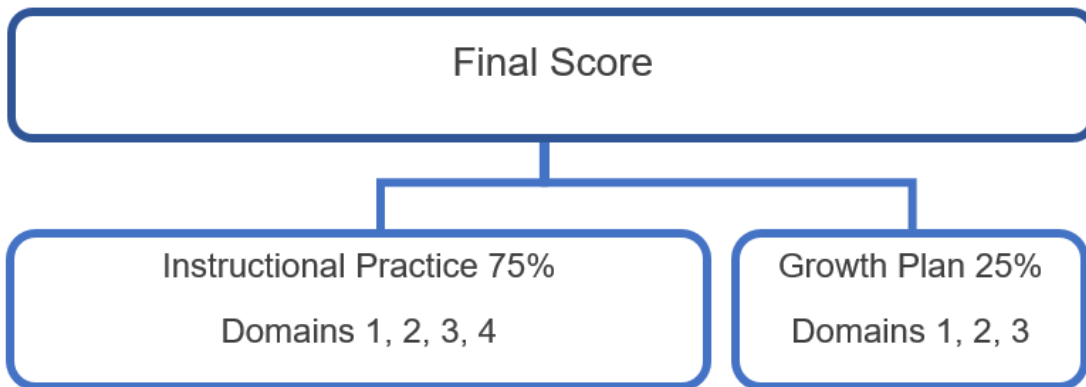 Final Score
Instructional Practice 75%
Domains 1, 2, 3, 4
Growth Plan 25%
Domains 1, 2, 3